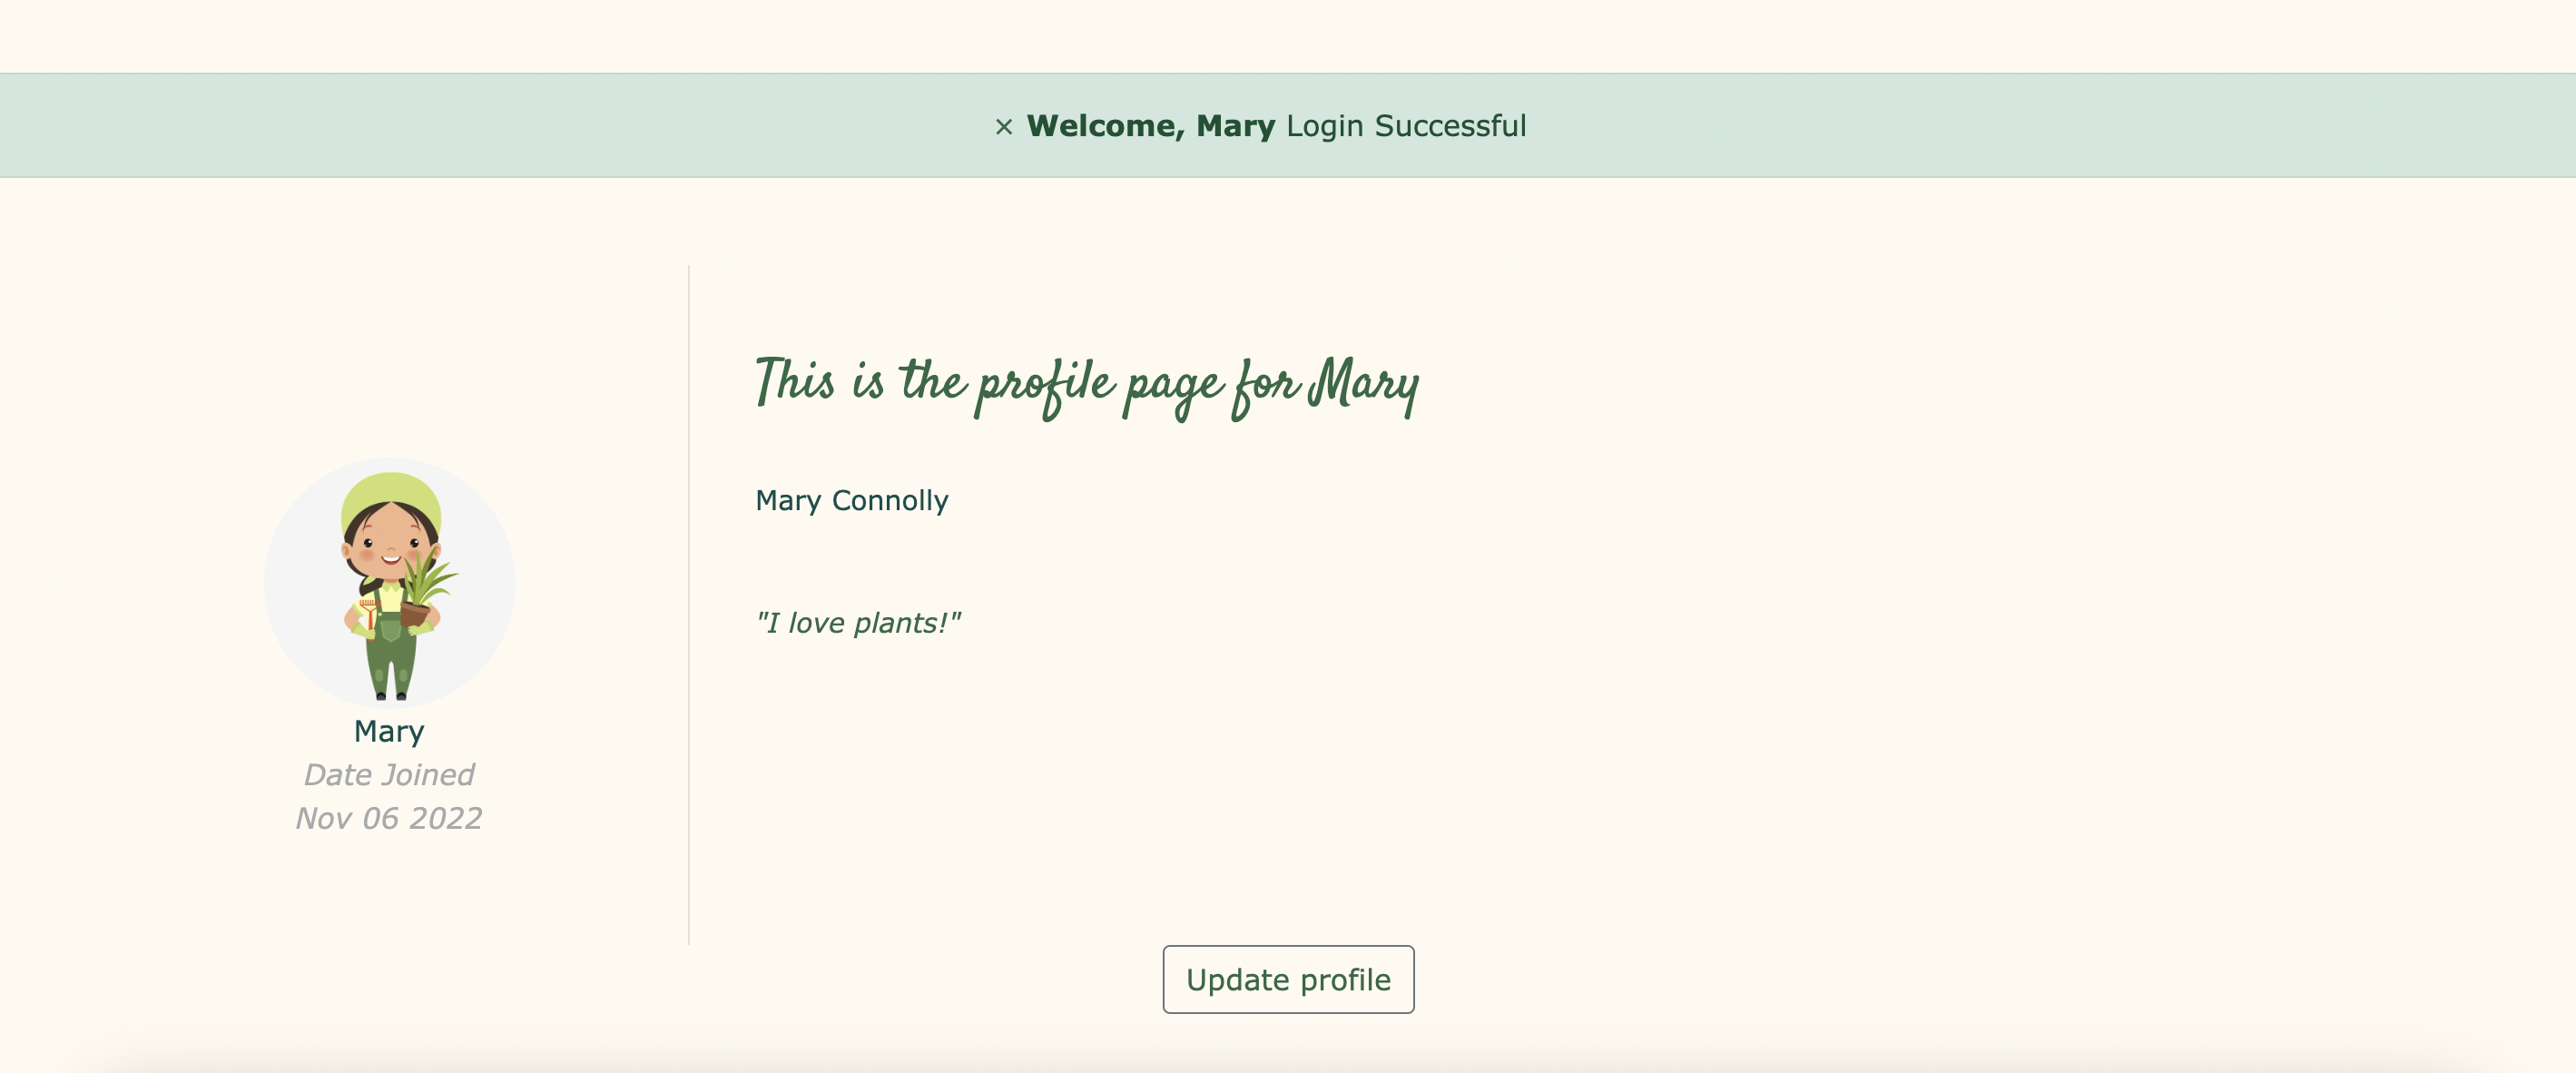 × Welcome, Mary Login Successful
This is the profile page for Mary
Mary Connolly
"I love plants!"
Mary
Date Joined
Nov 06 2022
Update profile